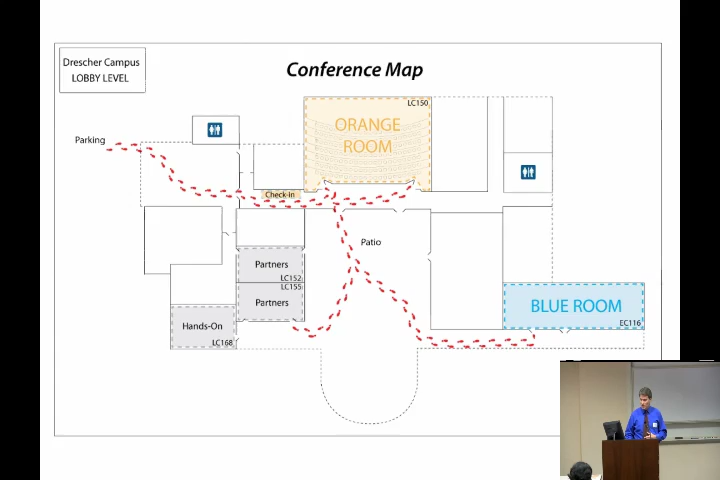 Drescher Campus
LOBBY LEVEL
Conference Map
LC150
ORANGE
ROOM
Parking
Check-in
Patio
Partners
LC152
LC155
Partners
Hands-On
LC168
BLUE ROOM
EC116